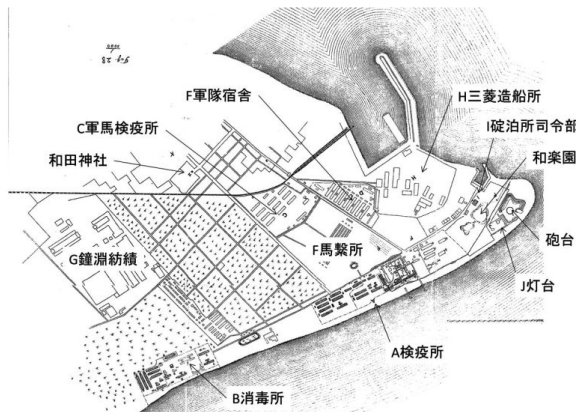 F軍隊宿舎
H三菱造船所
C軍馬検疫所
I碇泊所司令部
和田神社
和楽園
G鐘淵紡績
F馬繋所
砲台
J灯台
A検疫所
B消毒所